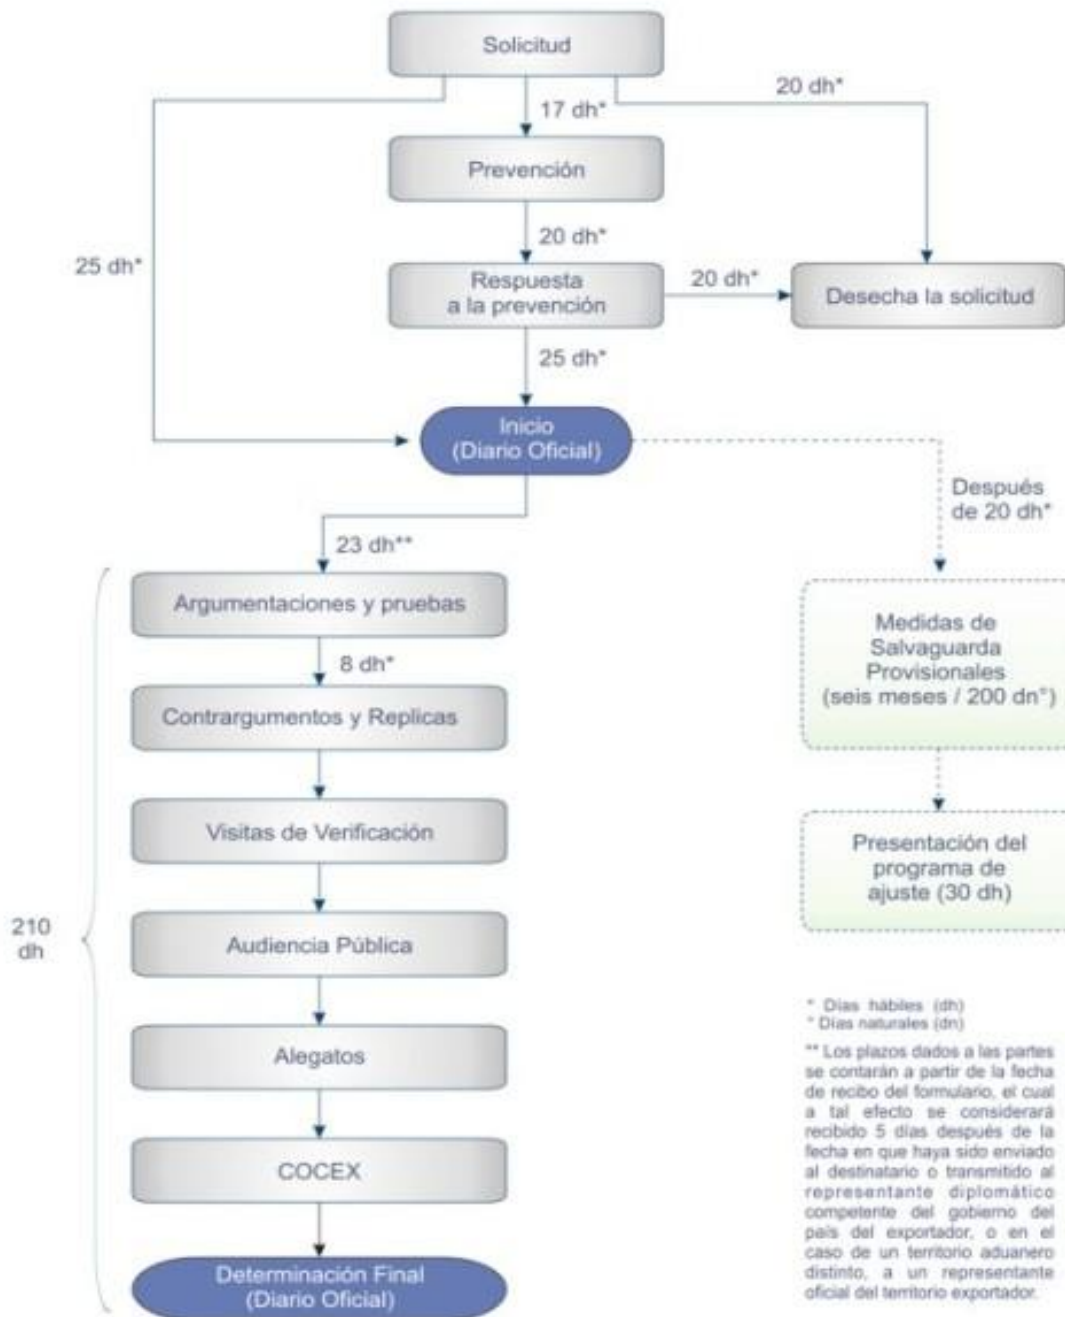 Solicitud
20 dh*
17 dh*
Prevención
25 dh*
20 dh*
Respuesta
a la prevención
20 dh*
Desecha la solicitud
25 dh*
Inicio
(Diario Oficial)
Después
de 20 dh*
23 dh**
Argumentaciones y pruebas
8 dh*
Contrargumentos y Replicas
Visitas de Verificación
Audiencia Pública
Alegatos
COCEX
Determinación Final
(Diario Oficial)
210
dh
Medidas de
Salvaguarda
Provisionales
(seis meses / 200 dn°)
Presentación del
programa de
ajuste (30 dh)
* Días hábiles (dh)
° Días naturales (dn)
** Los plazos dados a las partes
se contarán a partir de la fecha
de recibo del formulario, el cual
a tal efecto se considerará
recibido 5 días después de la
fecha en que haya sido enviado
al destinatario o transmitido al
representante diplomático
competente del gobierno del
país del exportador, o en el
caso de un territorio aduanero
distinto, a un representante
oficial del territorio exportador.